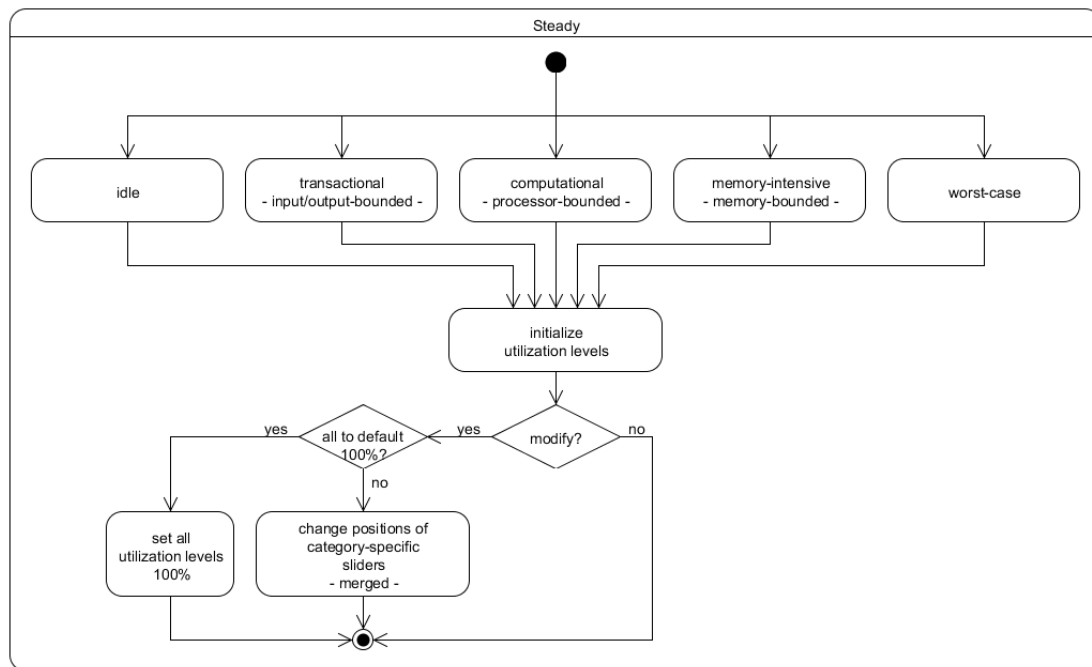 Steady
idle
transactional
- input/output-bounded -
computational
- processor-bounded -
memory-intensive
- memory-bounded -
worst-case
initialize
utilization levels
yes
all to default
100%?
yes
modify?
no
no
set all
utilization levels
100%
change positions of
category-specific
sliders
- merged -